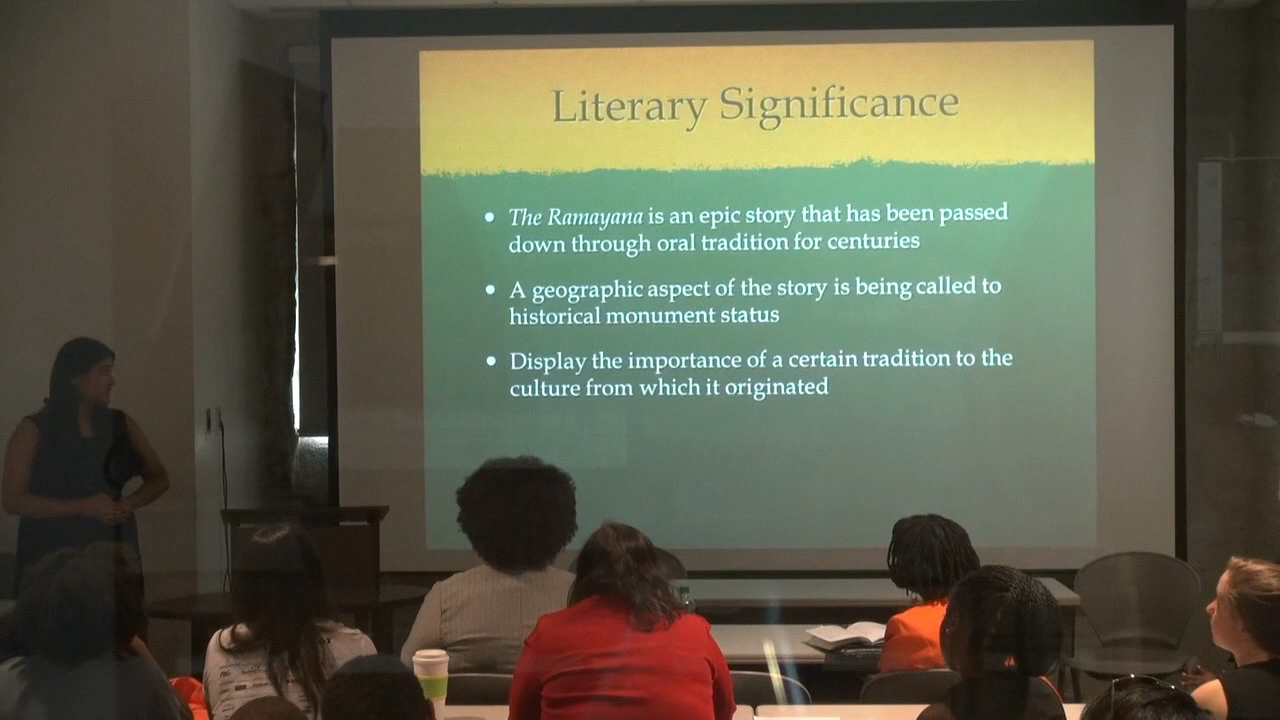 Literary Significance
• The Ramayana is an epic story that has been passed
down through oral tradition for centuries
• A geographic aspect of the story is being called to
historical monument status
• Display the importance of a certain tradition to the
culture from which it originated